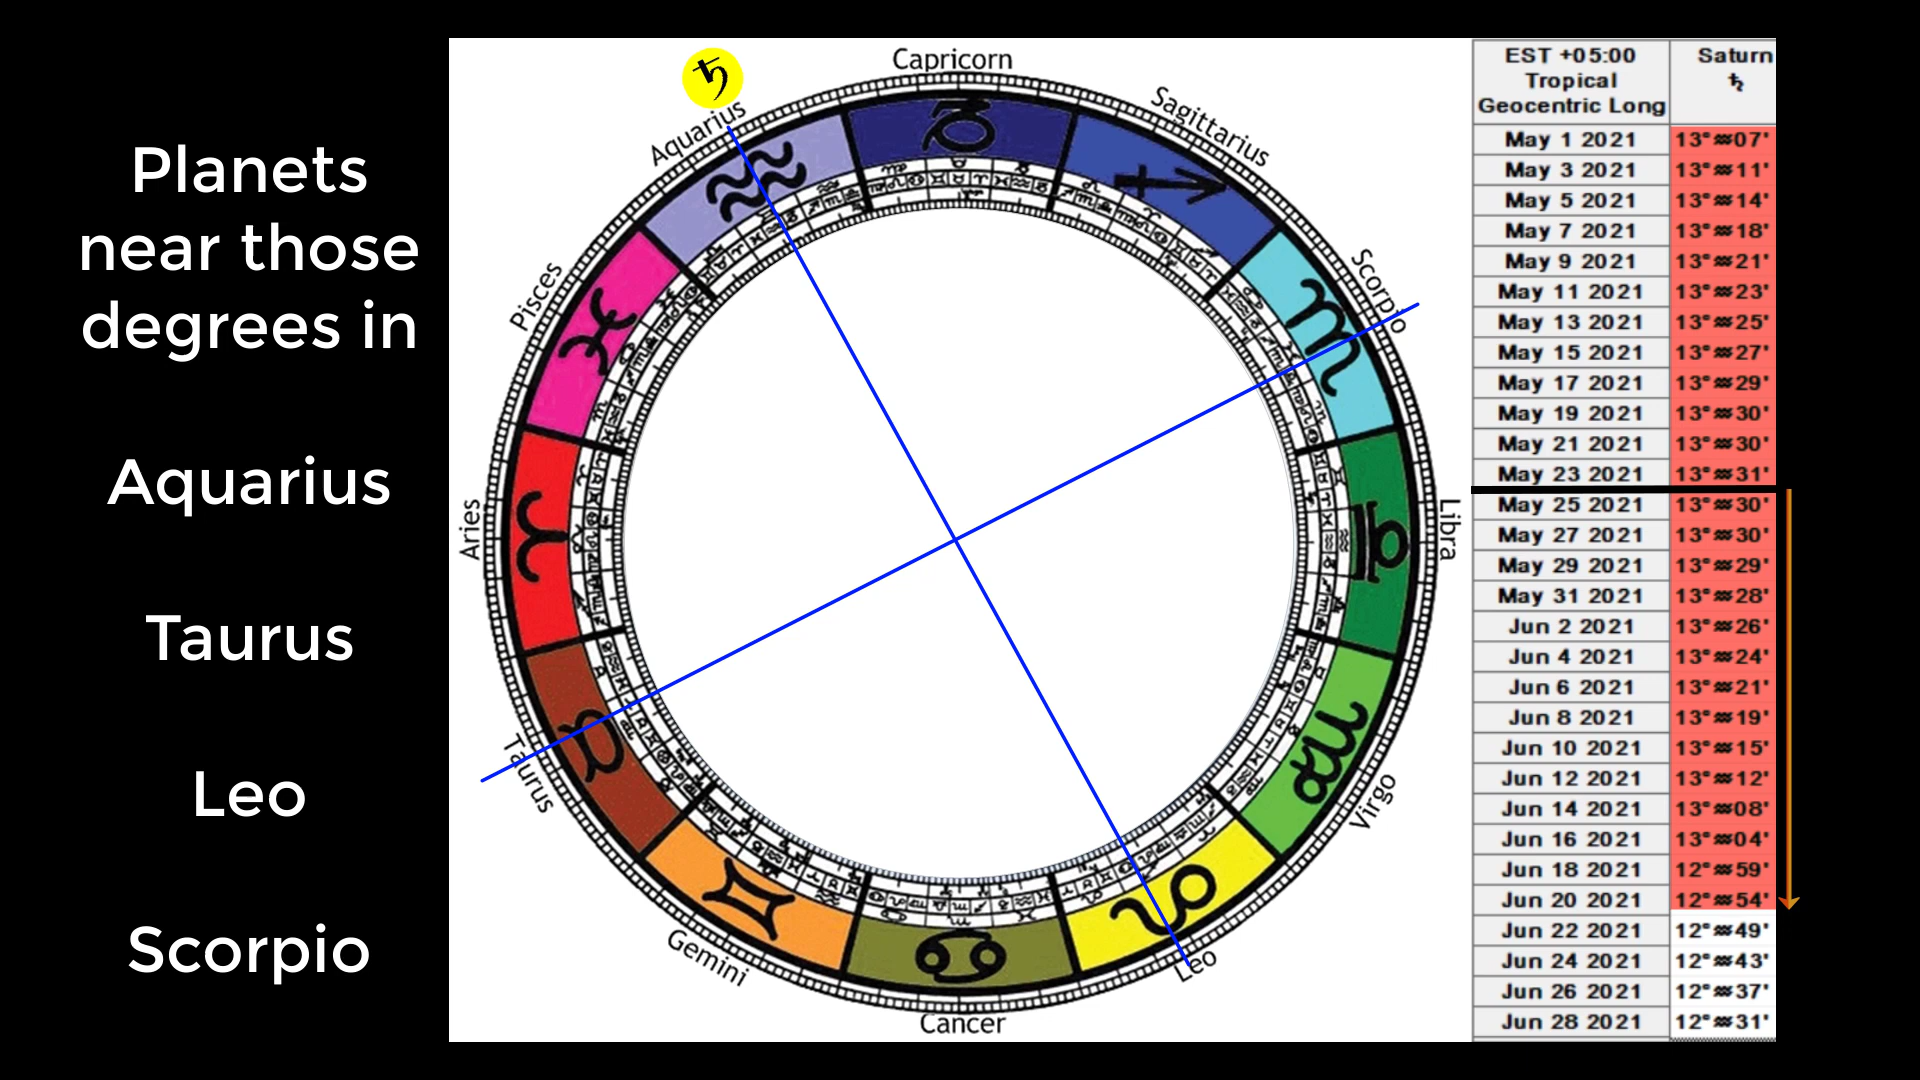 Planets
near those
degrees in
Aquarius
Taurus
Leo
Scorpio
♄
Capricorn
Aquarius
Sagittarius
Pisces
Scorpio
Aries
Libra
Taurus
Virgo
Gemini
Leo
Cancer
EST +05:00 Saturn
Tropical ♄
Geocentric Long
May 1 2021 13°♒07'
May 3 2021 13°♒11'
May 5 2021 13°♒14'
May 7 2021 13°♒18'
May 9 2021 13°♒21'
May 11 2021 13°♒23'
May 13 2021 13°♒25'
May 15 2021 13°♒27'
May 17 2021 13°♒29'
May 19 2021 13°♒30'
May 21 2021 13°♒30'
May 23 2021 13°♒31'
May 25 2021 13°♒30'
May 27 2021 13°♒30'
May 29 2021 13°♒29'
May 31 2021 13°♒28'
Jun 2 2021 13°♒26'
Jun 4 2021 13°♒24'
Jun 6 2021 13°♒21'
Jun 8 2021 13°♒19'
Jun 10 2021 13°♒15'
Jun 12 2021 13°♒12'
Jun 14 2021 13°♒08'
Jun 16 2021 13°♒04'
Jun 18 2021 12°♒59'
Jun 20 2021 12°♒54'
Jun 22 2021 12°♒49'
Jun 24 2021 12°♒43'
Jun 26 2021 12°♒37'
Jun 28 2021 12°♒31'